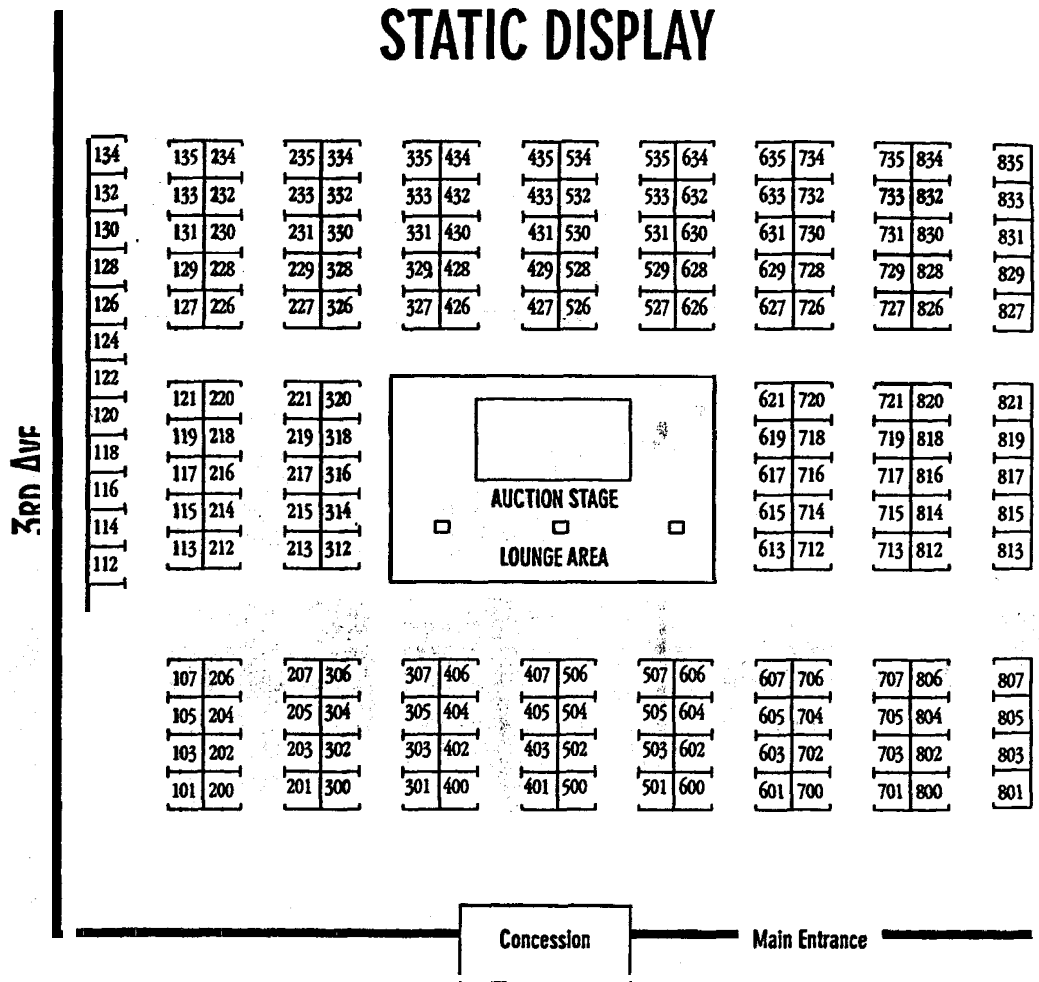 STATIC DISPLAY
134 135 234 235 334 335 434 435 534 535 634 635 734 735 834 835
132 133 232 233 332 333 432 433 532 533 632 633 732 733 832 833
130 131 230 231 330 331 430 431 530 531 630 631 730 731 830 831
128 129 228 229 328 329 428 429 528 529 628 629 728 729 828 829
126 127 226 227 326 327 426 427 526 527 626 627 726 727 826 827
124
122
120 121 220 221 320 621 720 721 820 821
118 119 218 219 318 619 718 719 818 819
116 117 216 217 316 617 716 717 816 817
114 115 214 215 314 615 714 715 814 815
112 113 212 213 312 613 712 713 812 813
AUCTION STAGE
LOUNGE AREA
3RD AVE
107 206 207 306 307 406 407 506 507 606 607 706 707 806 807
105 204 205 304 305 404 405 504 505 604 605 704 705 804 805
103 202 203 302 303 402 403 502 503 602 603 702 703 802 803
101 200 201 300 301 400 401 500 501 600 601 700 701 800 801
Concession
Main Entrance